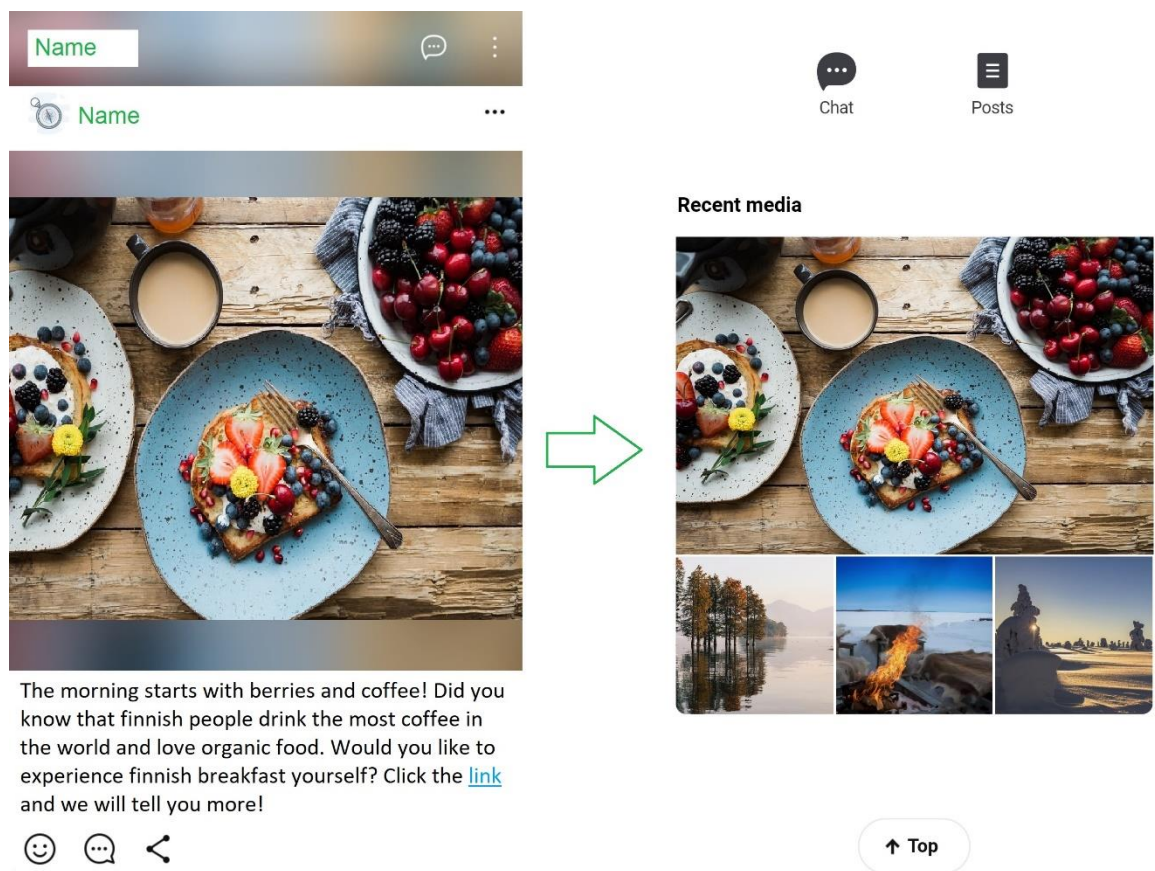 Name
Name
The morning starts with berries and coffee! Did you
know that finnish people drink the most coffee in
the world and love organic food. Would you like to
experience finnish breakfast yourself? Click the link
and we will tell you more!
Chat
Posts
Recent media
Top